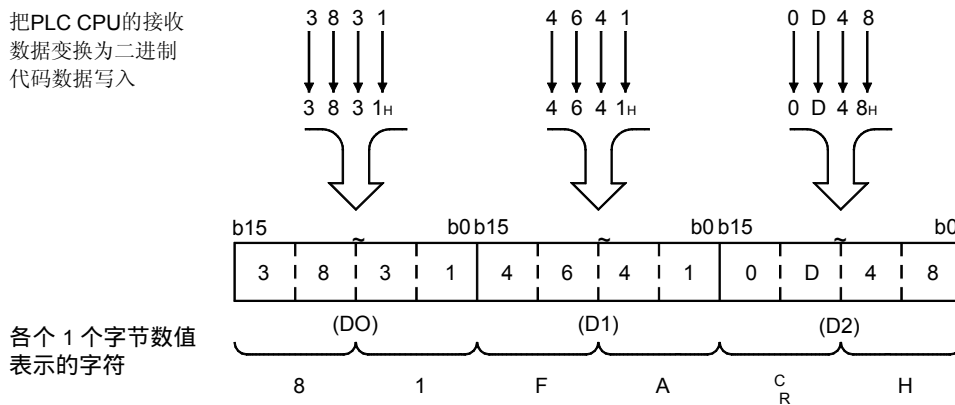 把PLC CPU的接收
数据变换为二进制
代码数据写入
3 8 3 1
4 6 4 1
0 D 4 8
3 8 3 1H
4 6 4 1H
0 D 4 8H
b15 ~ b0 b15 ~ b0 b15 ~ b0
3 8 3 1 4 6 4 1 0 D 4 8
(DO) (D1) (D2)
各个 1 个字节数值
表示的字符
8 1 F A CR H